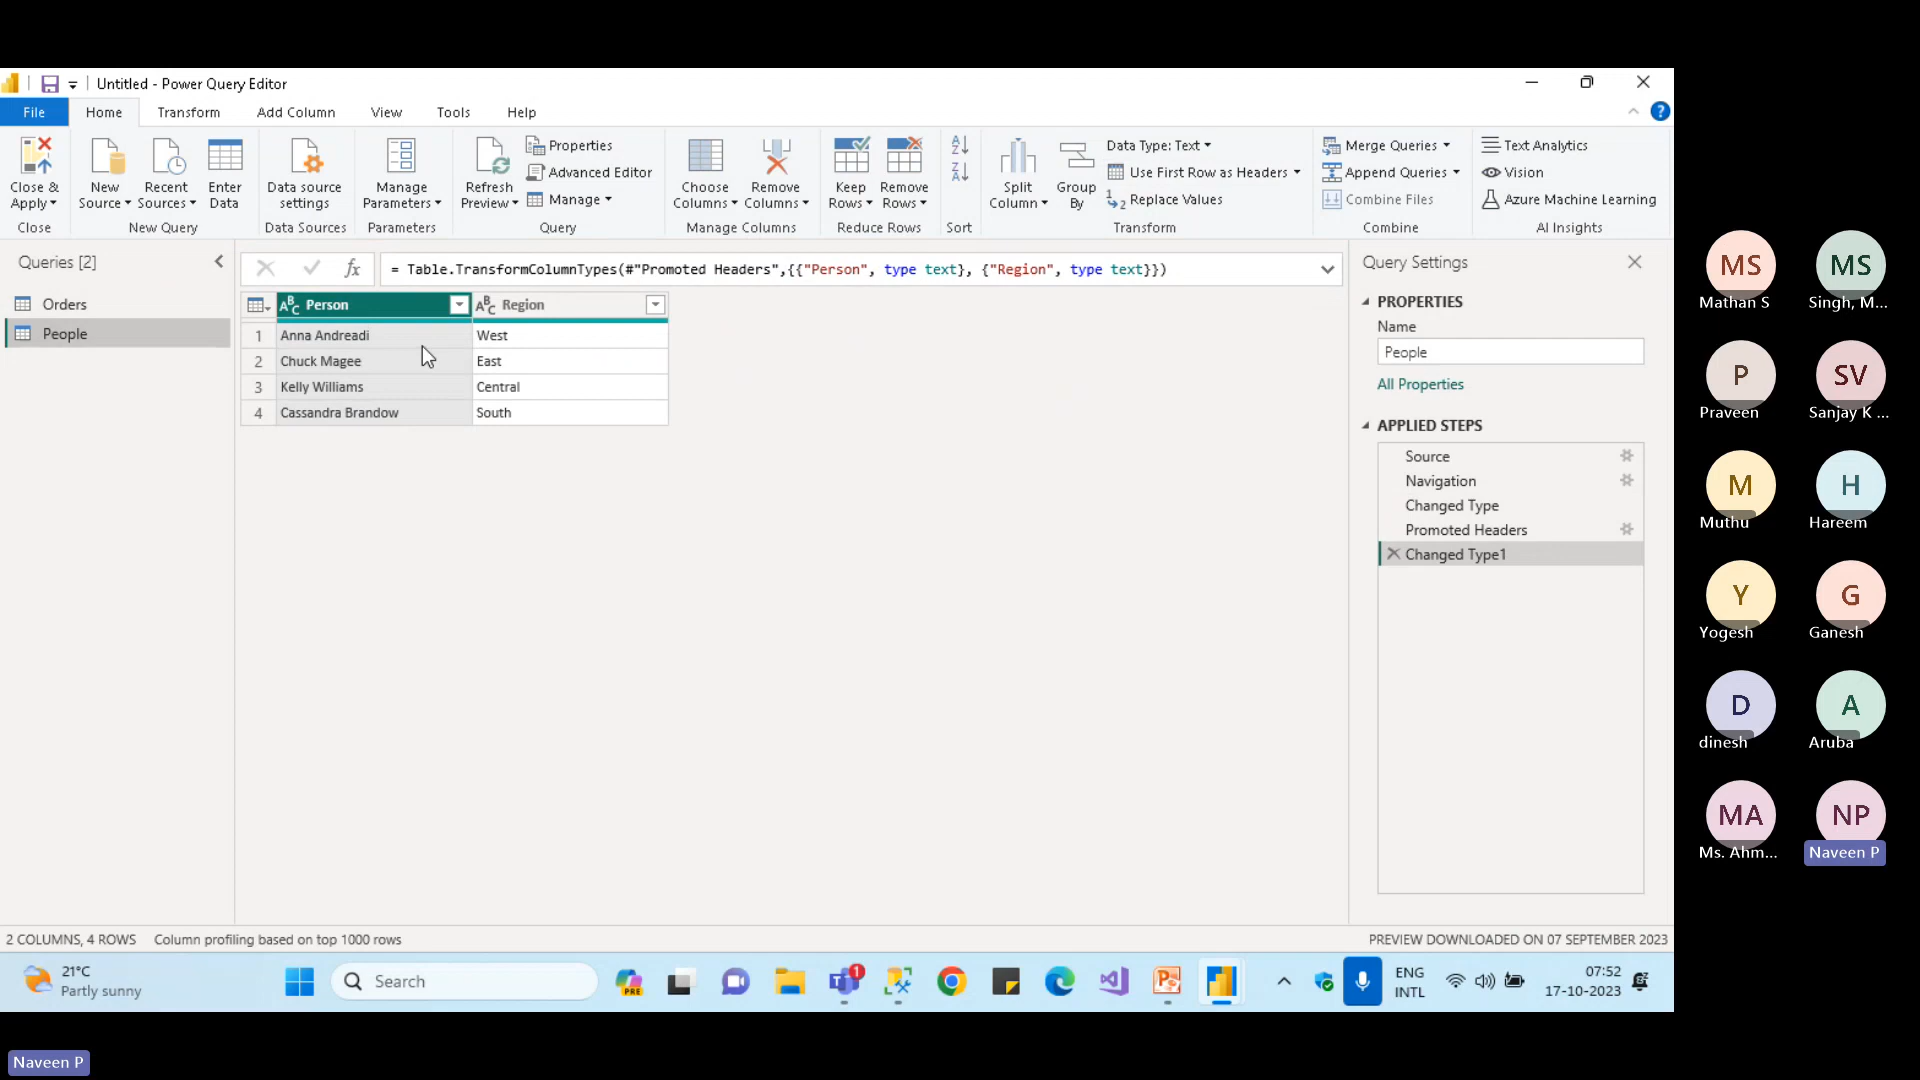 Untitled - Power Query Editor
File Home Transform Add Column View Tools Help
Close & Apply
New Source
Recent Sources
Enter Data
Data source settings
Manage Parameters
Refresh Preview
Properties
Advanced Editor
Manage
Choose Columns
Remove Columns
Keep Rows
Remove Rows
Split Column
Group By
Data Type: Text
Use First Row as Headers
Replace Values
Merge Queries
Append Queries
Combine Files
Text Analytics
Vision
Azure Machine Learning
Close New Query Data Sources Parameters Query Manage Columns Reduce Rows Sort Transform Combine AI Insights
Queries [2]
Orders
People
fx = Table.TransformColumnTypes(#"Promoted Headers",{{"Person", type text}, {"Region", type text}})
ABC Person ABC Region
1 Anna Andreadi West
2 Chuck Magee East
3 Kelly Williams Central
4 Cassandra Brandow South
Query Settings
PROPERTIES
Name
People
All Properties
APPLIED STEPS
Source
Navigation
Changed Type
Promoted Headers
Changed Type1
2 COLUMNS, 4 ROWS Column profiling based on top 1000 rows
PREVIEW DOWNLOADED ON 07 SEPTEMBER 2023
21°C
Partly sunny
Search
PRE
1
ENG
INTL
07:52
17-10-2023
MS MS
Mathan S Singh, M...
P SV
Praveen Sanjay K ...
M H
Muthu Hareem
Y G
Yogesh Ganesh
D A
dinesh Aruba
MA NP
Ms. Ahm... Naveen P
Naveen P